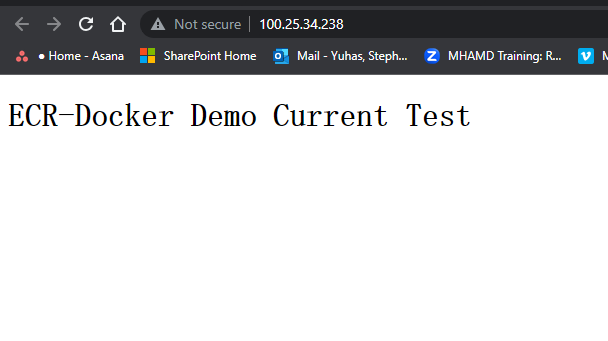 Not secure 100.25.34.238
● Home - Asana SharePoint Home Mail - Yuhas, Steph... MHAMD Training: R...
ECR-Docker Demo Current Test